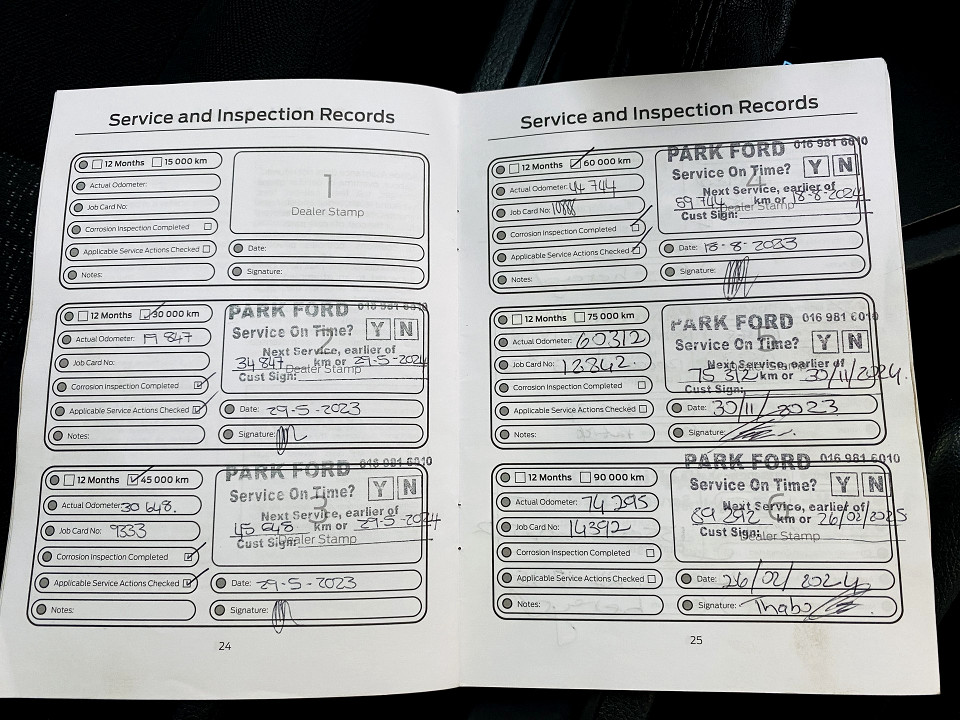 Service and Inspection Records
12 Months 15 000 km
Actual Odometer:
Job Card No:
Corrosion Inspection Completed
Applicable Service Actions Checked
Notes:
1
Dealer Stamp
Date:
Signature:
12 Months 30 000 km
Actual Odometer: 19 847
Job Card No:
Corrosion Inspection Completed
Applicable Service Actions Checked
Notes:
PARK FORD 016 981 6610
Service On Time? Y N
2
Next Service, earlier of
34 847 km or 29-5-2024
Dealer Stamp
Cust Sign:
Date: 29-5-2023
Signature:
12 Months 45 000 km
Actual Odometer: 30 648.
Job Card No: 9333
Corrosion Inspection Completed
Applicable Service Actions Checked
Notes:
PARK FORD 016 981 6010
Service On Time? Y N
3
Next Service, earlier of
45 648 km or 29-5-2024
Dealer Stamp
Cust Sign:
Date: 29-5-2023
Signature:
24
Service and Inspection Records
12 Months 60 000 km
Actual Odometer: 44 744
Job Card No:
Corrosion Inspection Completed
Applicable Service Actions Checked
Notes:
PARK FORD 016 981 6610
Service On Time? Y N
4
Next Service, earlier of
59 744 km or 18-8-2024
Dealer Stamp
Cust Sign:
Date: 18-8-2023
Signature:
12 Months 75 000 km
Actual Odometer: 60312
Job Card No: 12362.
Corrosion Inspection Completed
Applicable Service Actions Checked
Notes:
PARK FORD 016 981 6010
Service On Time? Y N
5
Next Service, earlier of
75 312 km or 30/11/2024.
Dealer Stamp
Cust Sign:
Date: 30/11/2023
Signature:
12 Months 90 000 km
Actual Odometer: 74 295
Job Card No: 14392
Corrosion Inspection Completed
Applicable Service Actions Checked
Notes:
PARK FORD 016 981 6010
Service On Time? Y N
6
Next Service, earlier of
89 292 km or 26/02/2025
Dealer Stamp
Cust Sign:
Date: 26/02/2024
Signature: Thabo
25